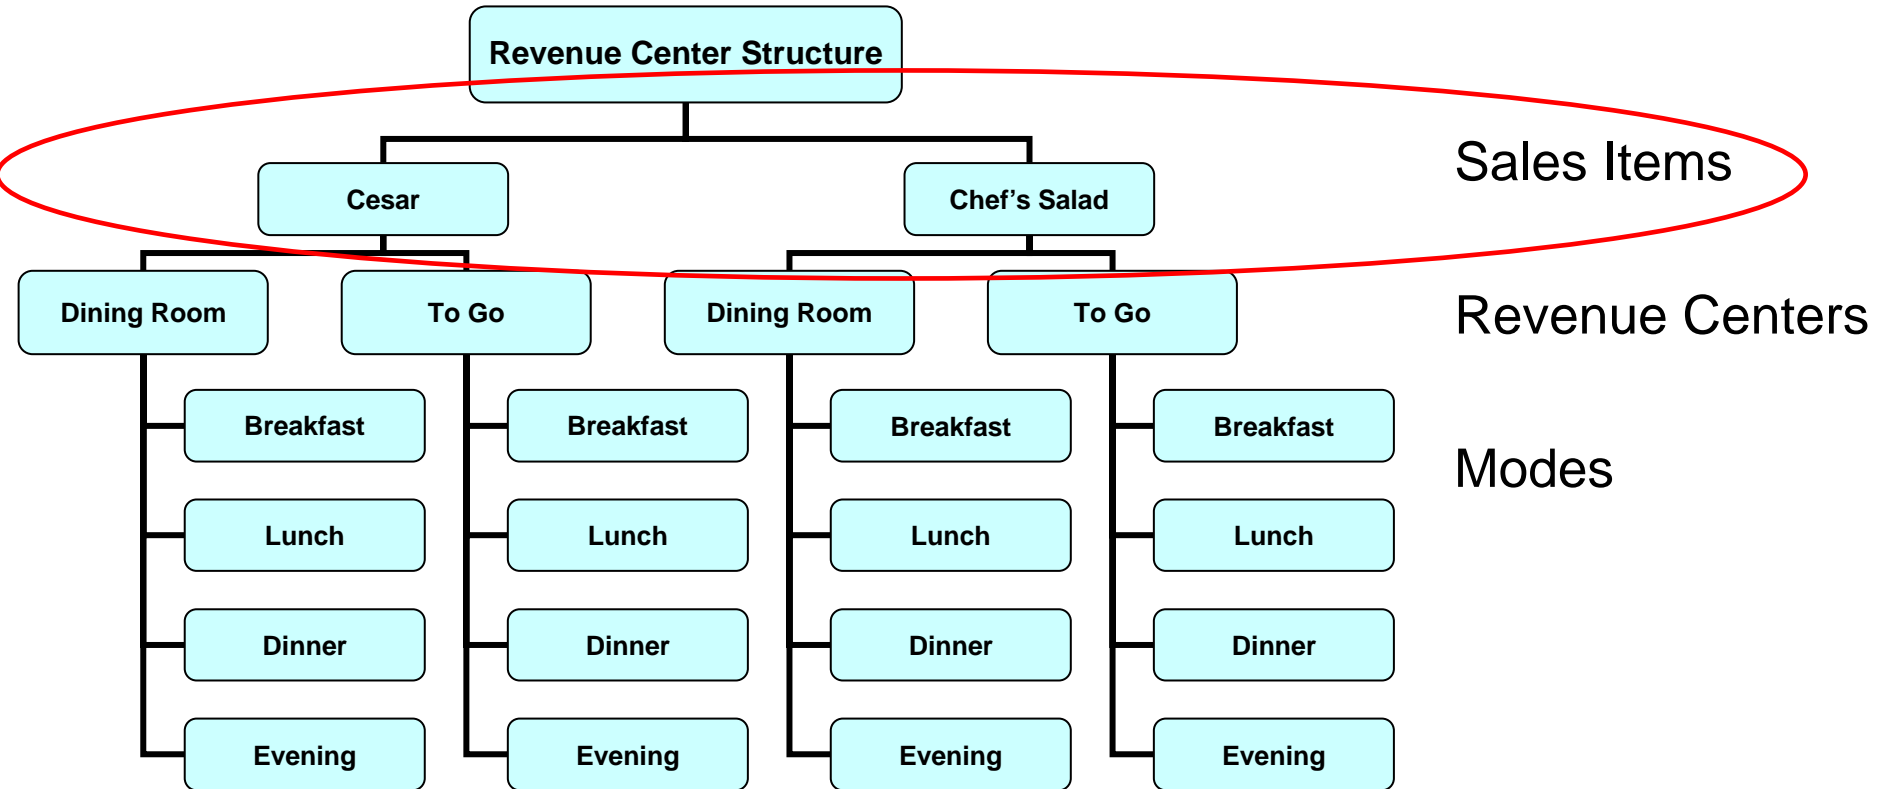 Revenue Center Structure
Sales Items
Cesar
Chef’s Salad
Dining Room
To Go
Dining Room
To Go
Revenue Centers
Breakfast
Breakfast
Breakfast
Breakfast
Modes
Lunch
Lunch
Lunch
Lunch
Dinner
Dinner
Dinner
Dinner
Evening
Evening
Evening
Evening